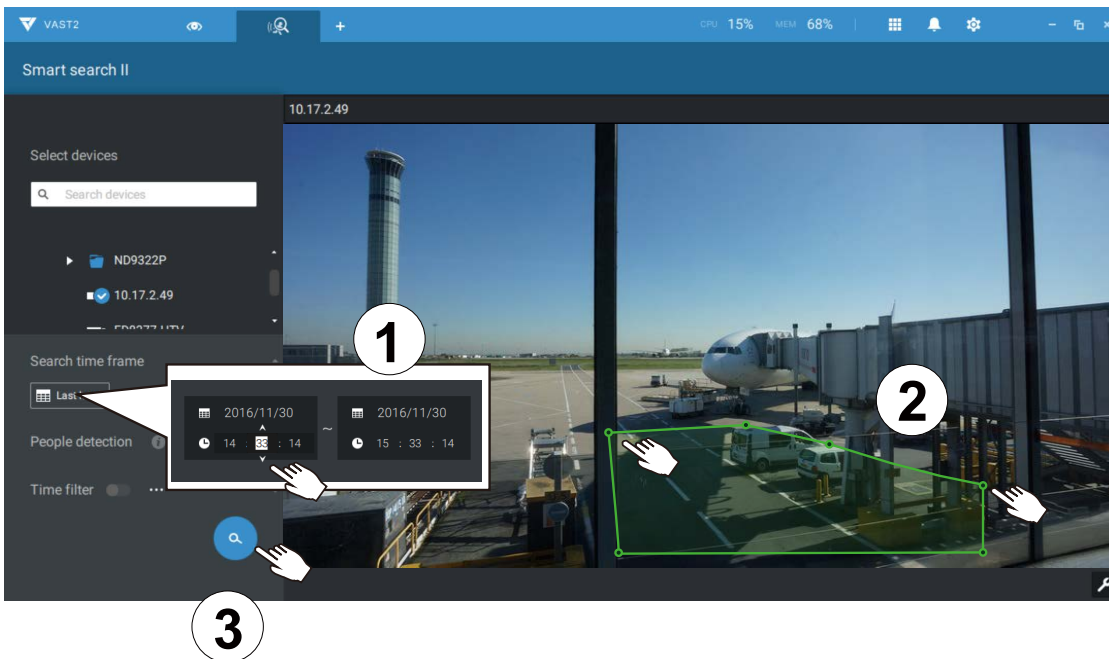 VAST2
CPU 15% MEM 68%
Smart search II
10.17.2.49
Select devices
Search devices
ND9322P
10.17.2.49
Search time frame
Last
1
2016/11/30 ~ 2016/11/30
14 : 33 : 14 15 : 33 : 14
2
People detection
Time filter
3